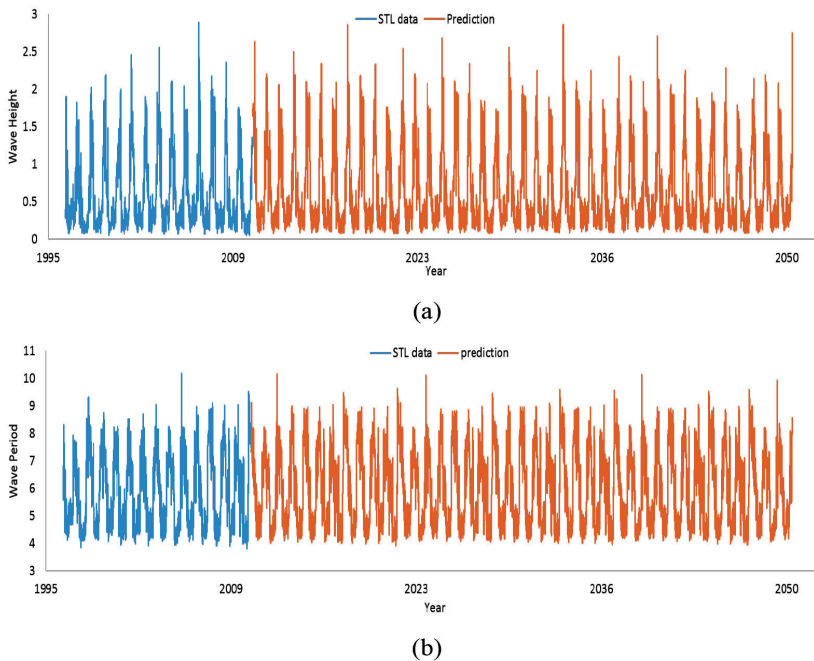 STL data Prediction
3
2.5
2
1.5
1
0.5
0
Wave Height
1995 2009 2023 2036 2050
Year
(a)
STL data prediction
11
10
9
8
7
6
5
4
3
Wave Period
1995 2009 2023 2036 2050
Year
(b)